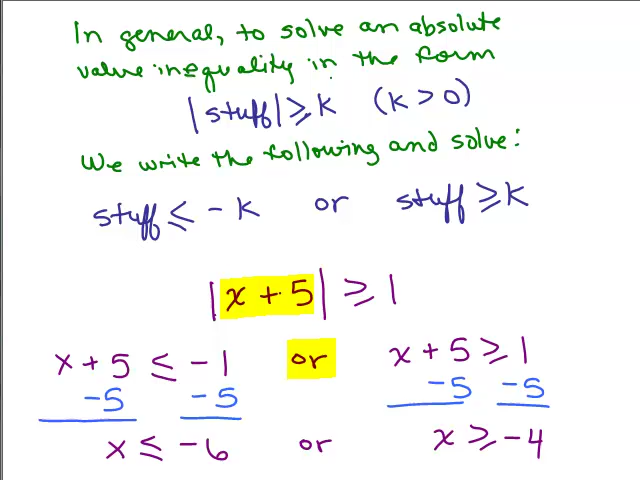 In general, to solve an absolute
value inequality in the form
|stuff| ≥ K (K > 0)
We write the following and solve:
stuff ≤ -K or stuff ≥ K
|x + 5| ≥ 1
x + 5 ≤ -1 or x + 5 ≥ 1
-5 -5 -5 -5
x ≤ -6 or x ≥ -4